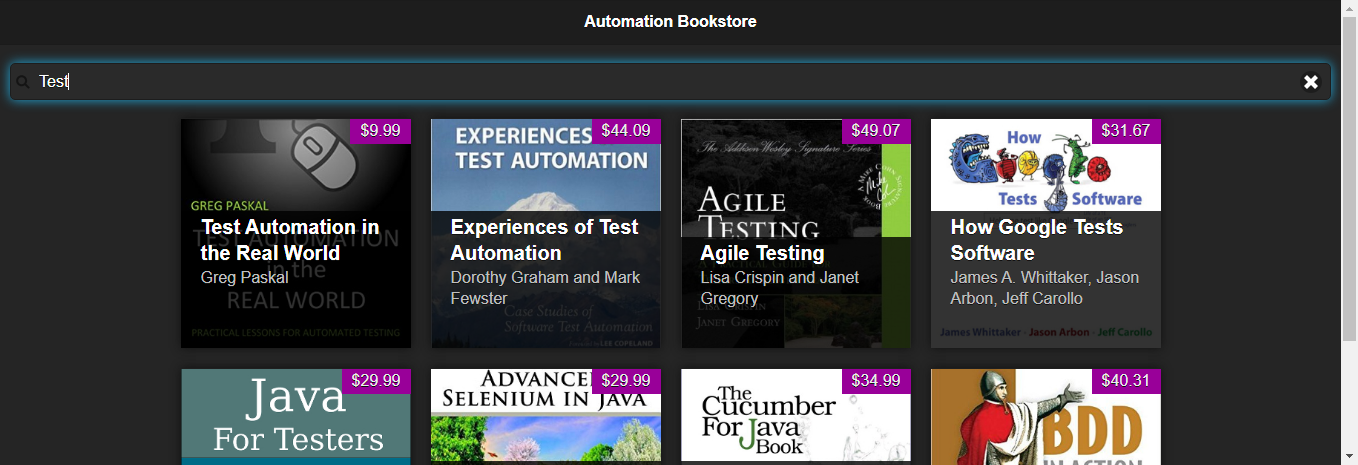 Automation Bookstore
Test
$9.99
GREG PASKAL
TEST AUTOMATION
in the
REAL WORLD
PRACTICAL LESSONS FOR AUTOMATED TESTING
Test Automation in
the Real World
Greg Paskal
$44.09
EXPERIENCES
TEST AUTOMATION
Experiences of Test
Automation
Dorothy Graham and Mark
Fewster
Case Studies of
Software Test Automation
LEE COPELAND
$49.07
The Addison Wesley Signature Series
AGILE
TESTING
Agile Testing
Lisa Crispin and Janet
Gregory
LISA CRISPIN
JANET GREGORY
$31.67
How
Google
Tests
Software
How Google Tests
Software
James A. Whittaker, Jason
Arbon, Jeff Carollo
James Whittaker · Jason Arbon · Jeff Carollo
$29.99
Java
For Testers
$29.99
ADVANCE
SELENIUM IN JAVA
$34.99
The
Cucumber
For Java
Book
$40.31
BDD
IN ACTION